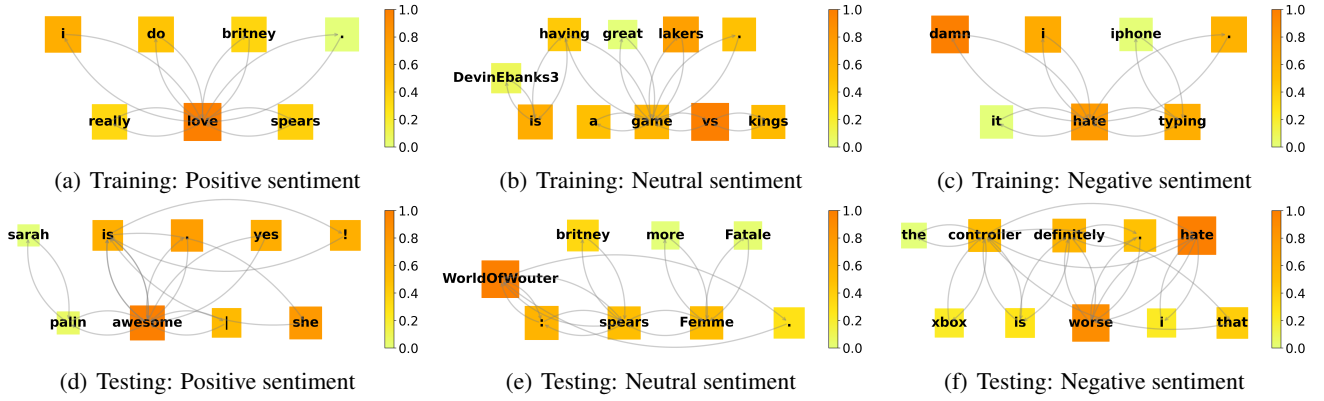 i do britney . 1.0
having great lakers . 1.0
damn i iphone . 1.0
0.8
0.8
0.8
DevinEbanks3
0.6
0.6
0.6
0.4
0.4
0.4
really love spears 0.2
is a game vs kings 0.2
it hate typing 0.2
0.0
0.0
0.0
(a) Training: Positive sentiment
(b) Training: Neutral sentiment
(c) Training: Negative sentiment
sarah is . yes ! 1.0
britney more Fatale 1.0
the controller definitely . hate 1.0
0.8
0.8
0.8
WorldOfWouter
0.6
0.6
0.6
0.4
0.4
0.4
palin awesome | she 0.2
: spears Femme . 0.2
xbox is worse i that 0.2
0.0
0.0
0.0
(d) Testing: Positive sentiment
(e) Testing: Neutral sentiment
(f) Testing: Negative sentiment